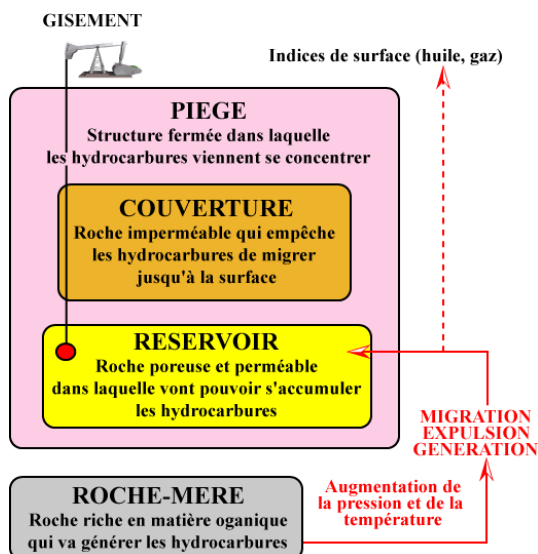 GISEMENT
Indices de surface (huile, gaz)
PIEGE
Structure fermée dans laquelle
les hydrocarbures viennent se concentrer
COUVERTURE
Roche imperméable qui empêche
les hydrocarbures de migrer
jusqu'à la surface
RESERVOIR
Roche poreuse et perméable
dans laquelle vont pouvoir s'accumuler
les hydrocarbures
MIGRATION
EXPULSION
GENERATION
Augmentation de
la pression et de la
température
ROCHE-MERE
Roche riche en matière oganique
qui va générer les hydrocarbures